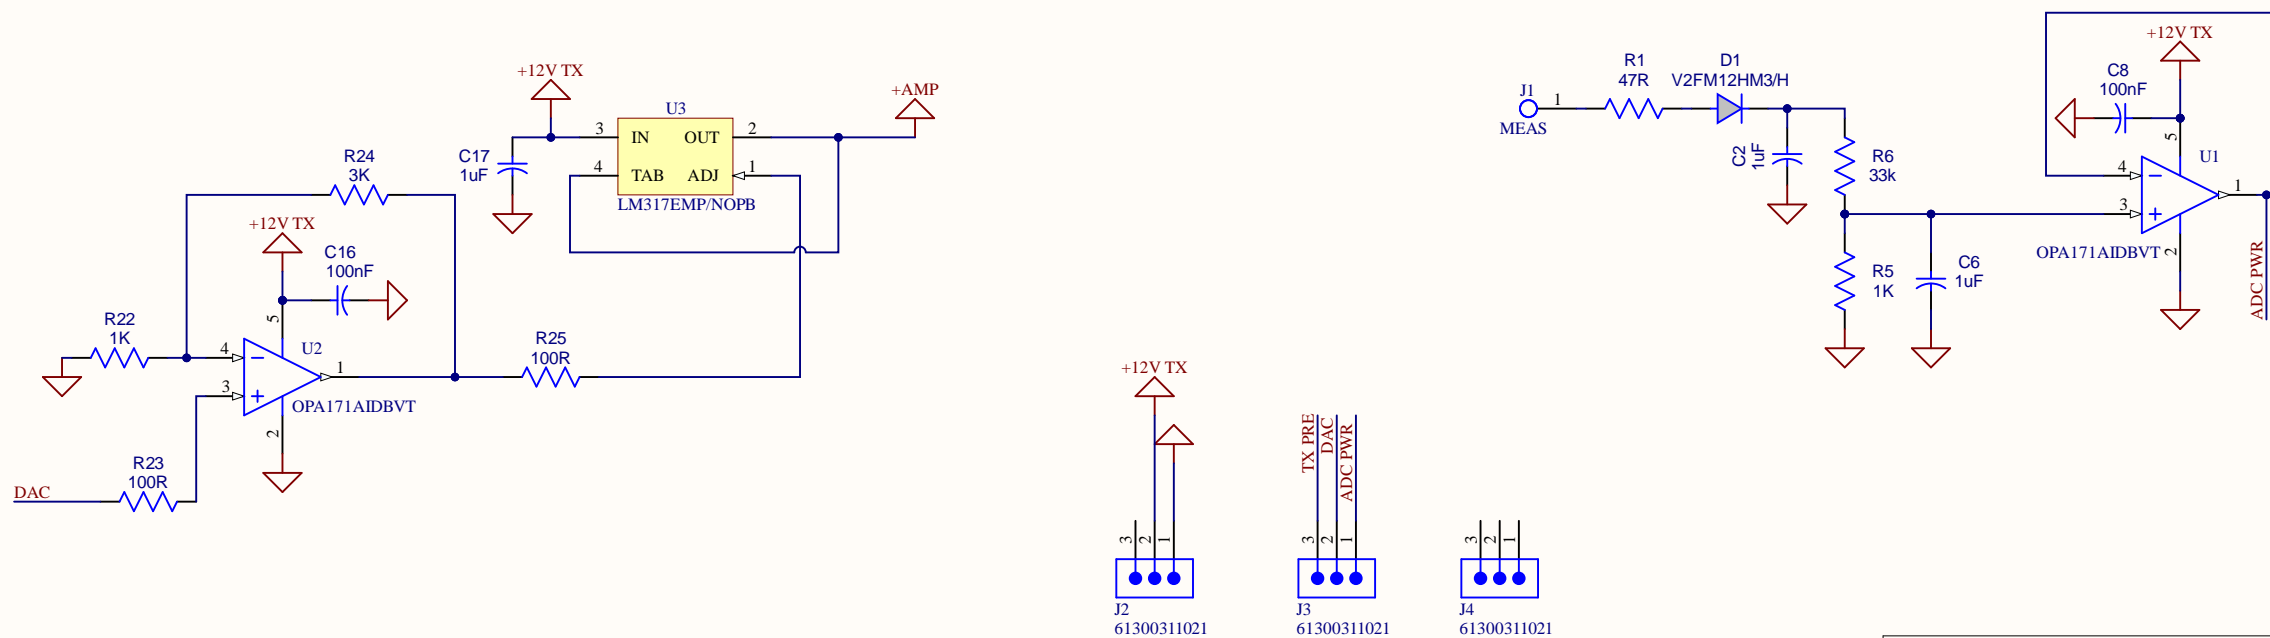 +12V TX
U3
+AMP
3
IN
OUT
2
4
TAB
ADJ
1
LM317EMP/NOPB
C17
1uF
R24
3K
+12V TX
C16
100nF
R22
1K
5
4
3
U2
1
OPA171AIDBVT
2
R25
100R
R23
100R
DAC
+12V TX
3
2
1
J2
61300311021
TX PRE
DAC
ADC PWR
3
2
1
J3
61300311021
3
2
1
J4
61300311021
J1
1
MEAS
R1
47R
D1
V2FM12HM3/H
C2
1uF
R6
33k
R5
1K
C6
1uF
+12V TX
C8
100nF
5
U1
4
3
1
OPA171AIDBVT
2
ADC PWR